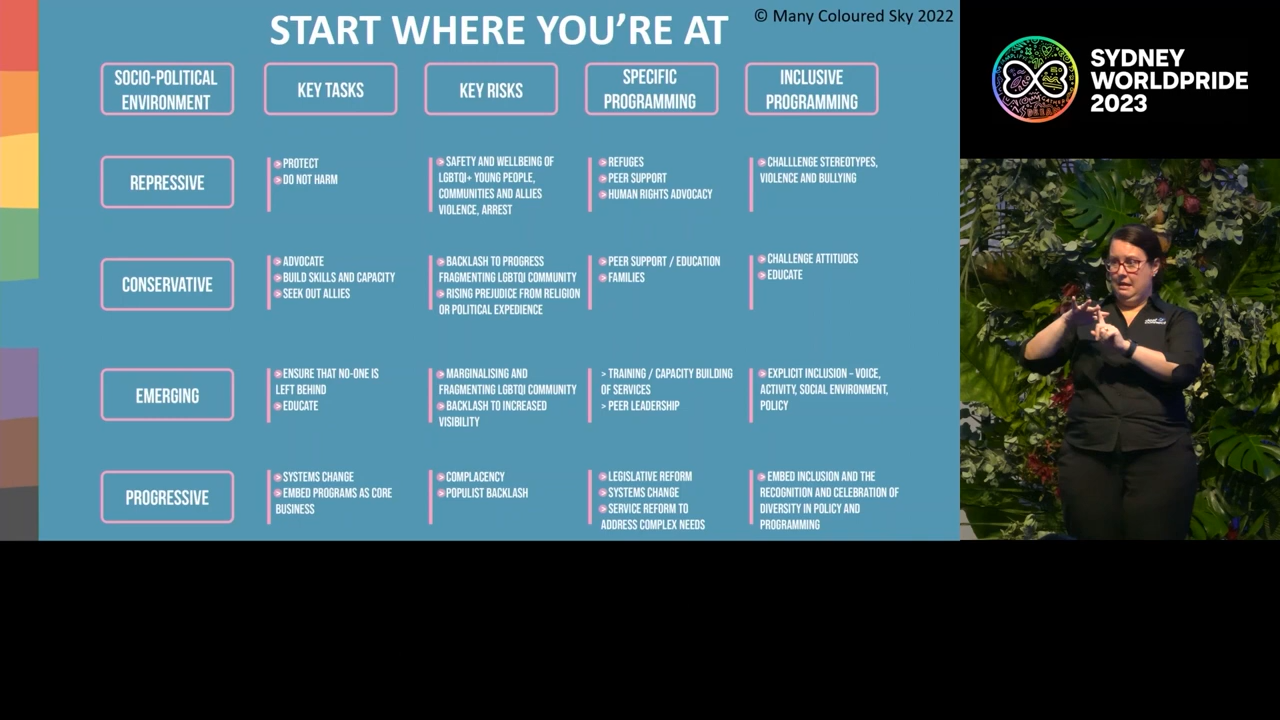 START WHERE YOU'RE AT
© Many Coloured Sky 2022
SYDNEY
WORLDPRIDE
2023
SOCIO-POLITICAL
ENVIRONMENT
KEY TASKS
KEY RISKS
SPECIFIC
PROGRAMMING
INCLUSIVE
PROGRAMMING
REPRESSIVE
PROTECT
DO NOT HARM
SAFETY AND WELLBEING OF
LGBTQI+ YOUNG PEOPLE,
COMMUNITIES AND ALLIES
VIOLENCE, ARREST
REFUGES
PEER SUPPORT
HUMAN RIGHTS ADVOCACY
CHALLLENGE STEREOTYPES,
VIOLENCE AND BULLYING
CONSERVATIVE
ADVOCATE
BUILD SKILLS AND CAPACITY
SEEK OUT ALLIES
BACKLASH TO PROGRESS
FRAGMENTING LGBTQI COMMUNITY
RISING PREJUDICE FROM RELIGION
OR POLITICAL EXPEDIENCE
PEER SUPPORT / EDUCATION
FAMILIES
CHALLENGE ATTITUDES
EDUCATE
EMERGING
ENSURE THAT NO-ONE IS
LEFT BEHIND
EDUCATE
MARGINALISING AND
FRAGMENTING LGBTQI COMMUNITY
BACKLASH TO INCREASED
VISIBILITY
> TRAINING / CAPACITY BUILDING
OF SERVICES
> PEER LEADERSHIP
EXPLICIT INCLUSION - VOICE,
ACTIVITY, SOCIAL ENVIRONMENT,
POLICY
PROGRESSIVE
SYSTEMS CHANGE
EMBED PROGRAMS AS CORE
BUSINESS
COMPLACENCY
POPULIST BACKLASH
LEGISLATIVE REFORM
SYSTEMS CHANGE
SERVICE REFORM TO
ADDRESS COMPLEX NEEDS
EMBED INCLUSION AND THE
RECOGNITION AND CELEBRATION OF
DIVERSITY IN POLICY AND
PROGRAMMING